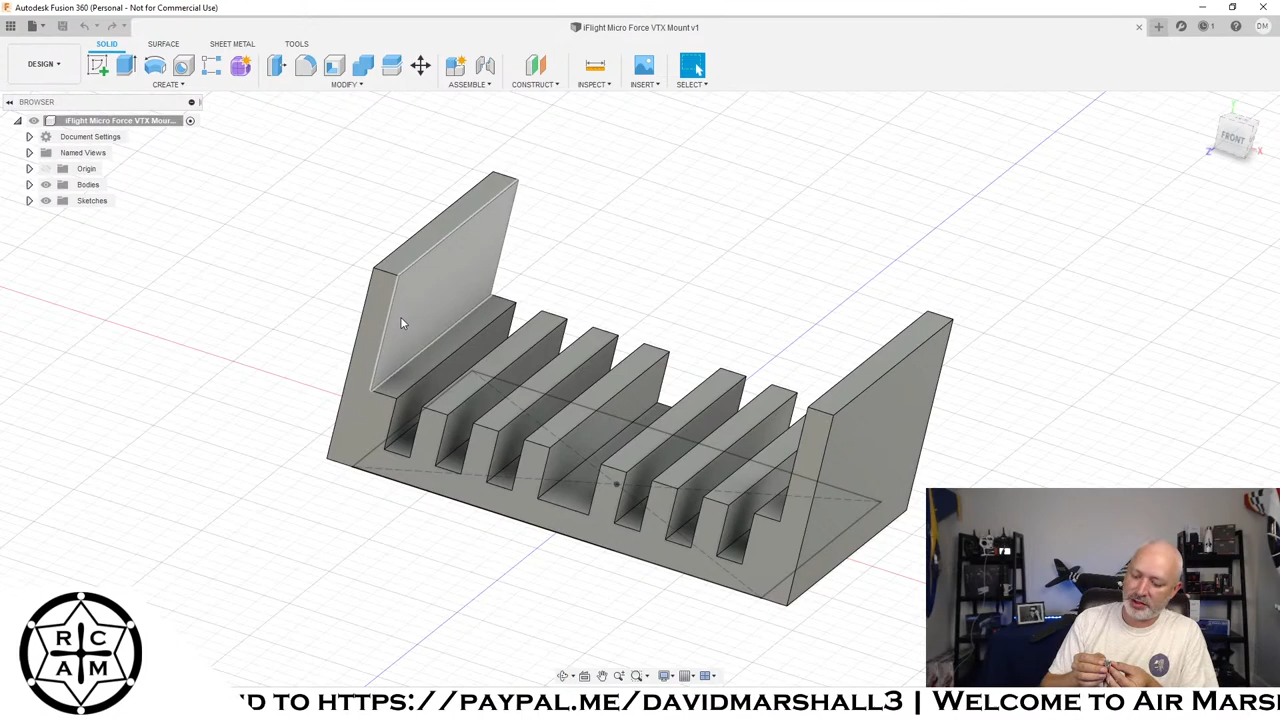 Autodesk Fusion 360 (Personal - Not for Commercial Use)
iFlight Micro Force VTX Mount v1
1
DM
SOLID
SURFACE
SHEET METAL
TOOLS
DESIGN
CREATE
MODIFY
ASSEMBLE
CONSTRUCT
INSPECT
INSERT
SELECT
BROWSER
iFlight Micro Force VTX Mour...
Document Settings
Named Views
Origin
Bodies
Sketches
Y
FRONT
Z
X
R C
A M
D TO HTTPS://PAYPAL.ME/DAVIDMARSHALL3 | WELCOME TO AIR MARS